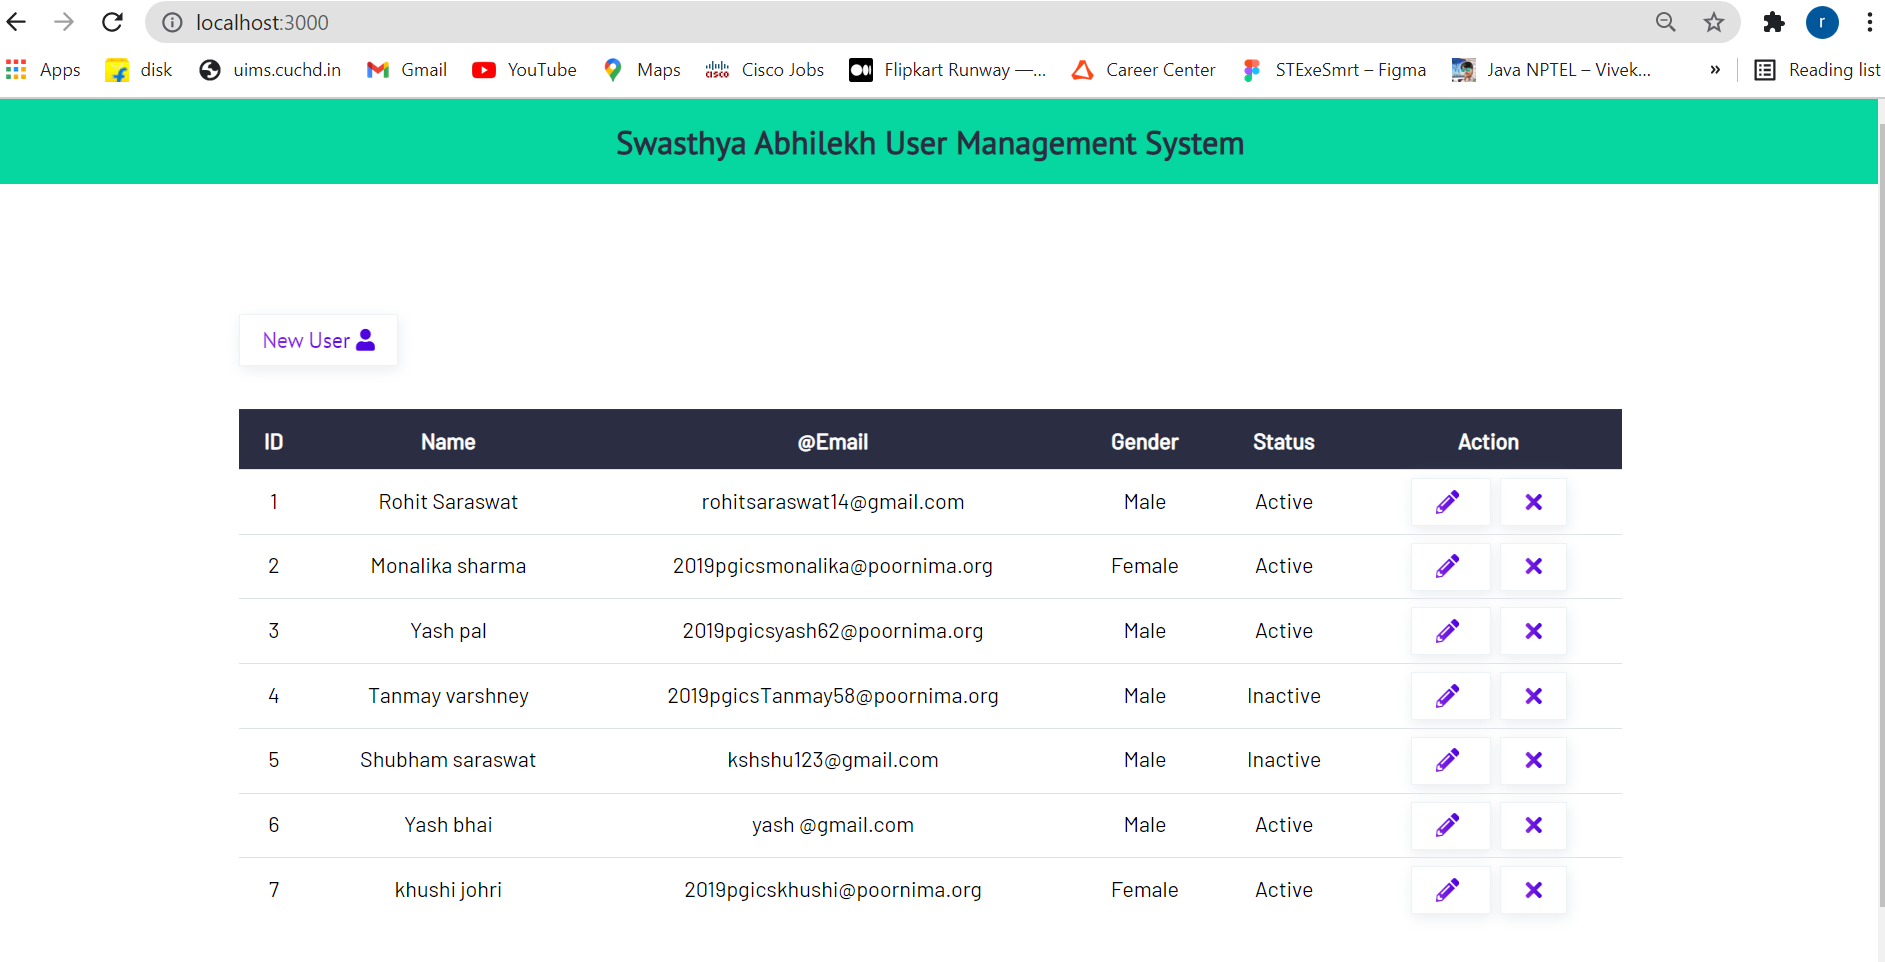 localhost:3000
r
Apps disk uims.cuchd.in Gmail YouTube Maps Cisco Jobs Flipkart Runway —... Career Center STExeSmrt – Figma Java NPTEL – Vivek... » Reading list
Swasthya Abhilekh User Management System
New User
ID Name @Email Gender Status Action
1 Rohit Saraswat rohitsaraswat14@gmail.com Male Active
2 Monalika sharma 2019pgicsmonalika@poornima.org Female Active
3 Yash pal 2019pgicsyash62@poornima.org Male Active
4 Tanmay varshney 2019pgicsTanmay58@poornima.org Male Inactive
5 Shubham saraswat kshshu123@gmail.com Male Inactive
6 Yash bhai yash @gmail.com Male Active
7 khushi johri 2019pgicskhushi@poornima.org Female Active